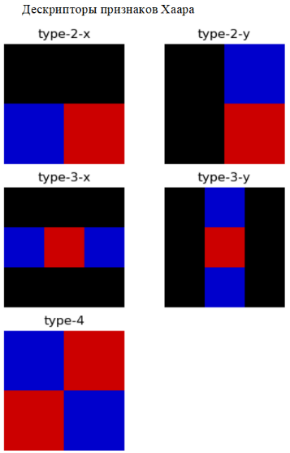 Дескрипторы признаков Хаара
type-2-x
type-2-y
type-3-x
type-3-y
type-4